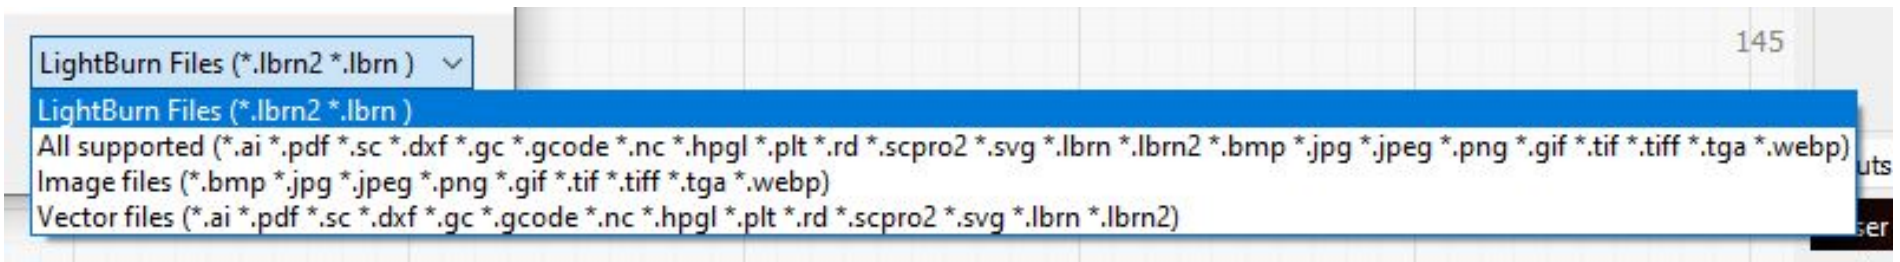 145
LightBurn Files (*.lbrn2 *.lbrn )
LightBurn Files (*.lbrn2 *.lbrn )
All supported (*.ai *.pdf *.sc *.dxf *.gc *.gcode *.nc *.hpgl *.plt *.rd *.scpro2 *.svg *.lbrn *.lbrn2 *.bmp *.jpg *.jpeg *.png *.gif *.tif *.tiff *.tga *.webp)
uts
Image files (*.bmp *.jpg *.jpeg *.png *.gif *.tif *.tiff *.tga *.webp)
Vector files (*.ai *.pdf *.sc *.dxf *.gc *.gcode *.nc *.hpgl *.plt *.rd *.scpro2 *.svg *.lbrn *.lbrn2)
ser